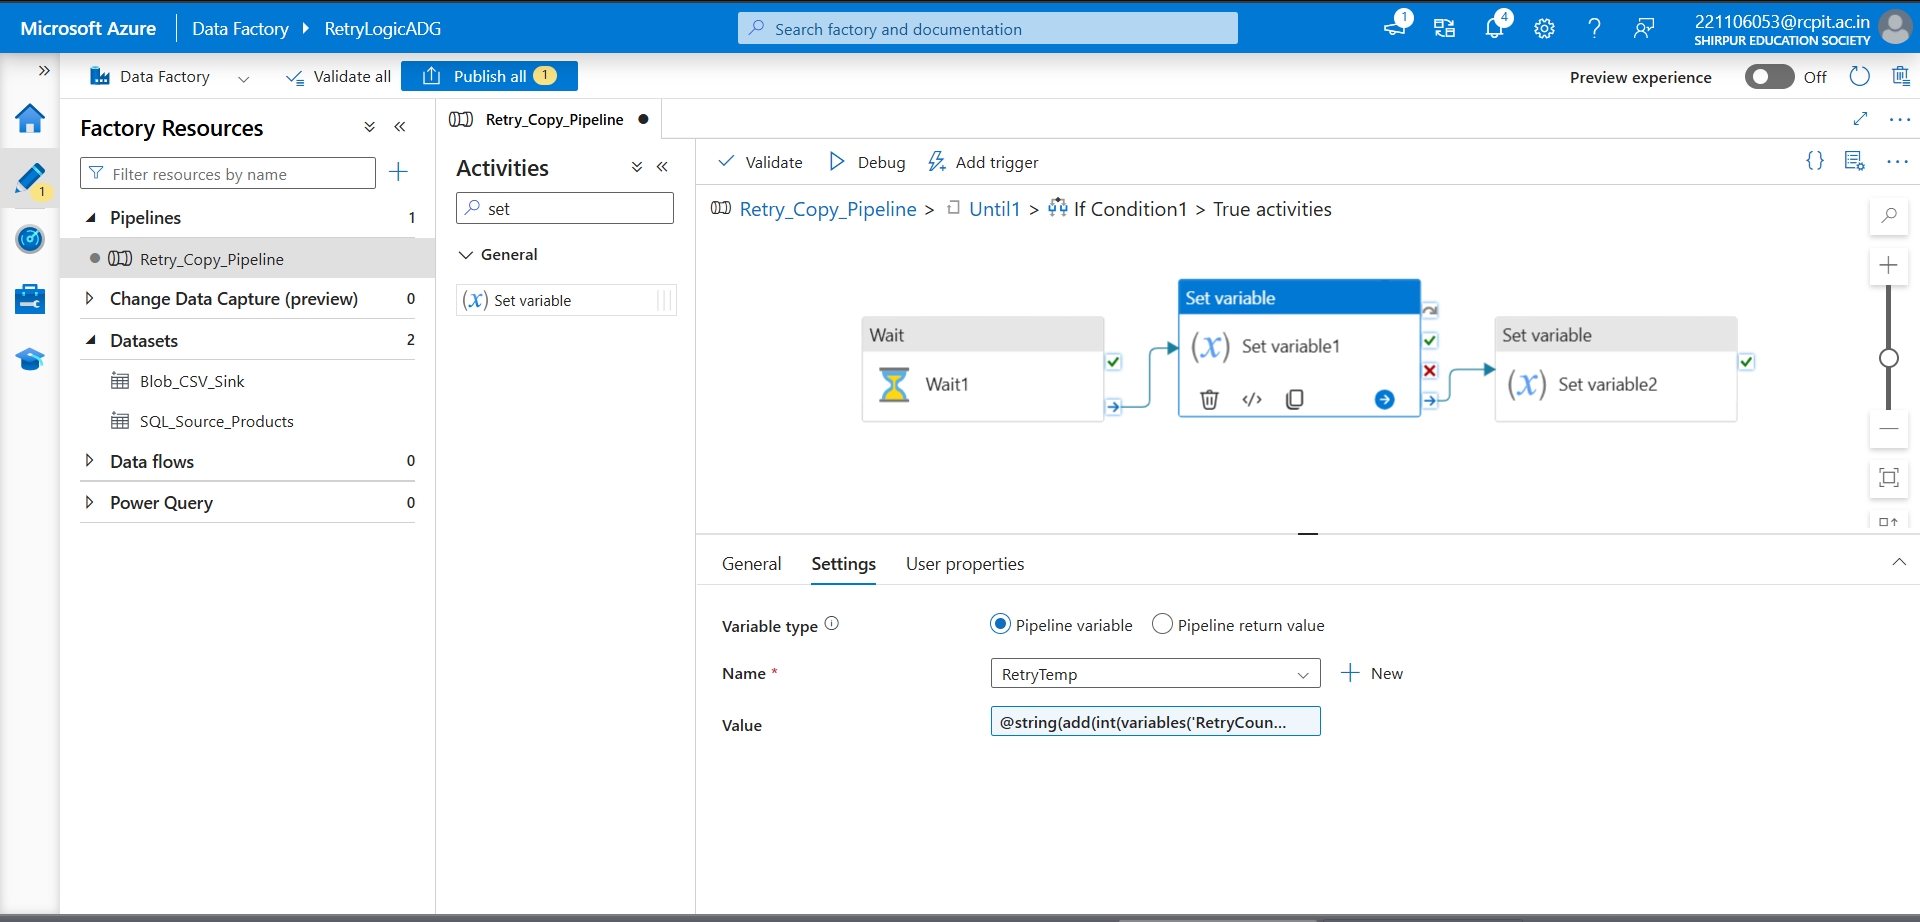 Microsoft Azure
Data Factory
RetryLogicADG
Search factory and documentation
1
4
221106053@rcpit.ac.in
SHIRPUR EDUCATION SOCIETY
Data Factory
Validate all
Publish all 1
Preview experience
Off
1
Factory Resources
Filter resources by name
Pipelines 1
Retry_Copy_Pipeline
Change Data Capture (preview) 0
Datasets 2
Blob_CSV_Sink
SQL_Source_Products
Data flows 0
Power Query 0
Retry_Copy_Pipeline
Activities
set
General
(x) Set variable
Validate
Debug
Add trigger
{}
Retry_Copy_Pipeline > Until1 > If Condition1 > True activities
Wait
Wait1
Set variable
(x) Set variable1
Set variable
(x) Set variable2
General
Settings
User properties
Variable type
Pipeline variable
Pipeline return value
Name *
RetryTemp
New
Value
@string(add(int(variables('RetryCoun...